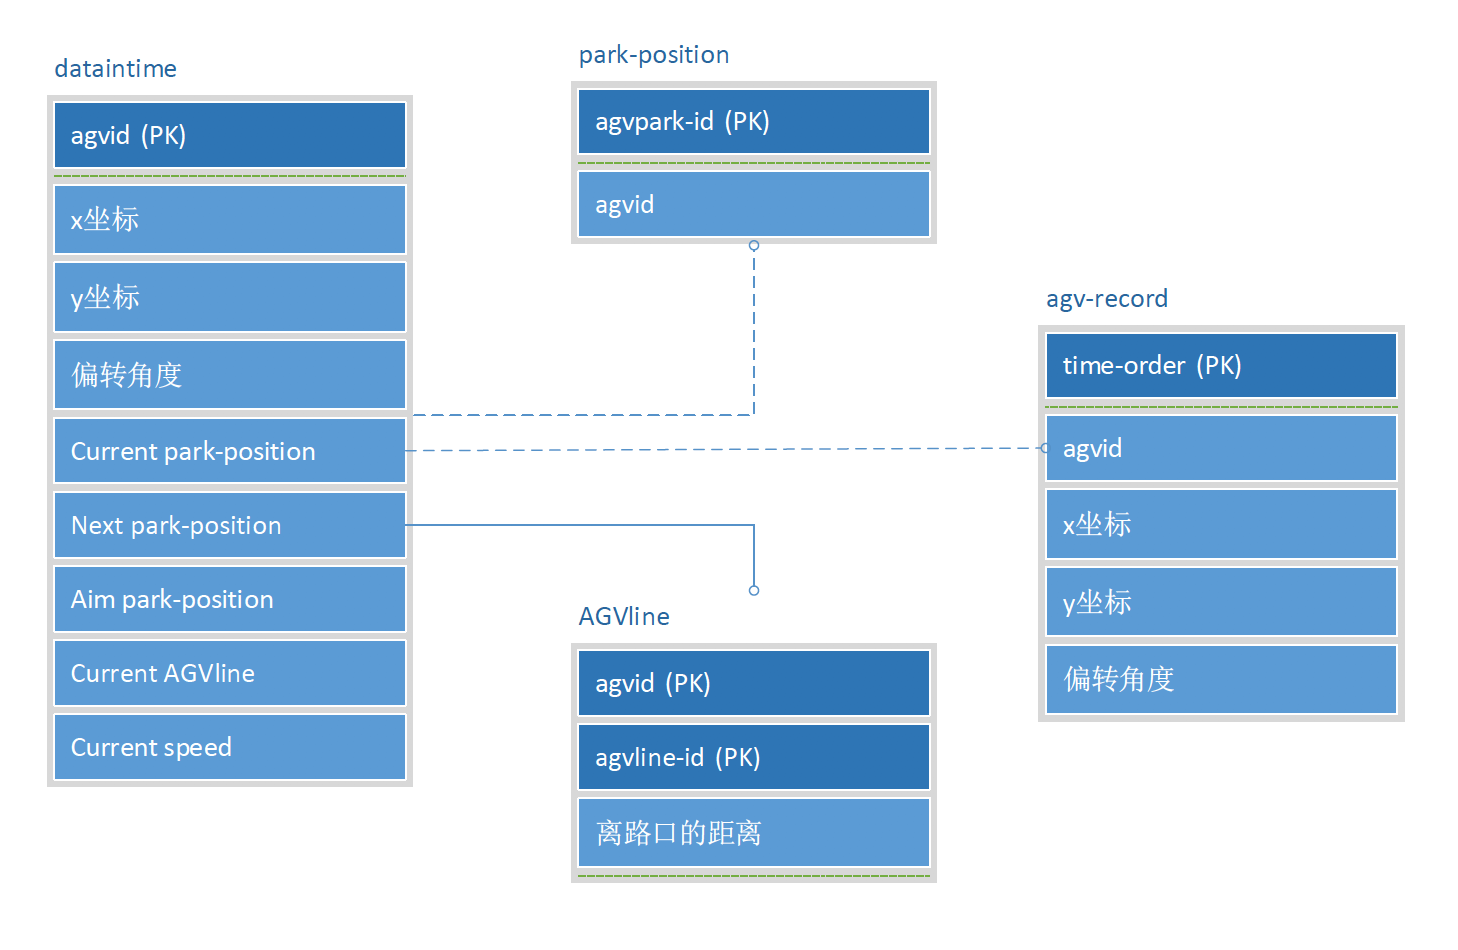 dataintime
agvid (PK)
x坐标
y坐标
偏转角度
Current park-position
Next park-position
Aim park-position
Current AGVline
Current speed
park-position
agvpark-id (PK)
agvid
AGVline
agvid (PK)
agvline-id (PK)
离路口的距离
agv-record
time-order (PK)
agvid
x坐标
y坐标
偏转角度